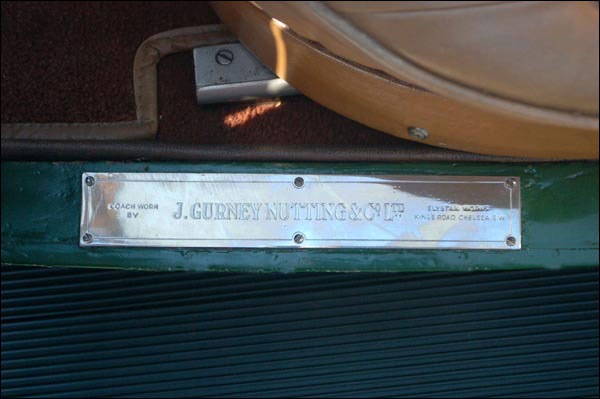 COACH WORK
BY
J. GURNEY NUTTING & Co LTD
ELYSTAN WORKS
KINGS ROAD, CHELSEA, S.W.